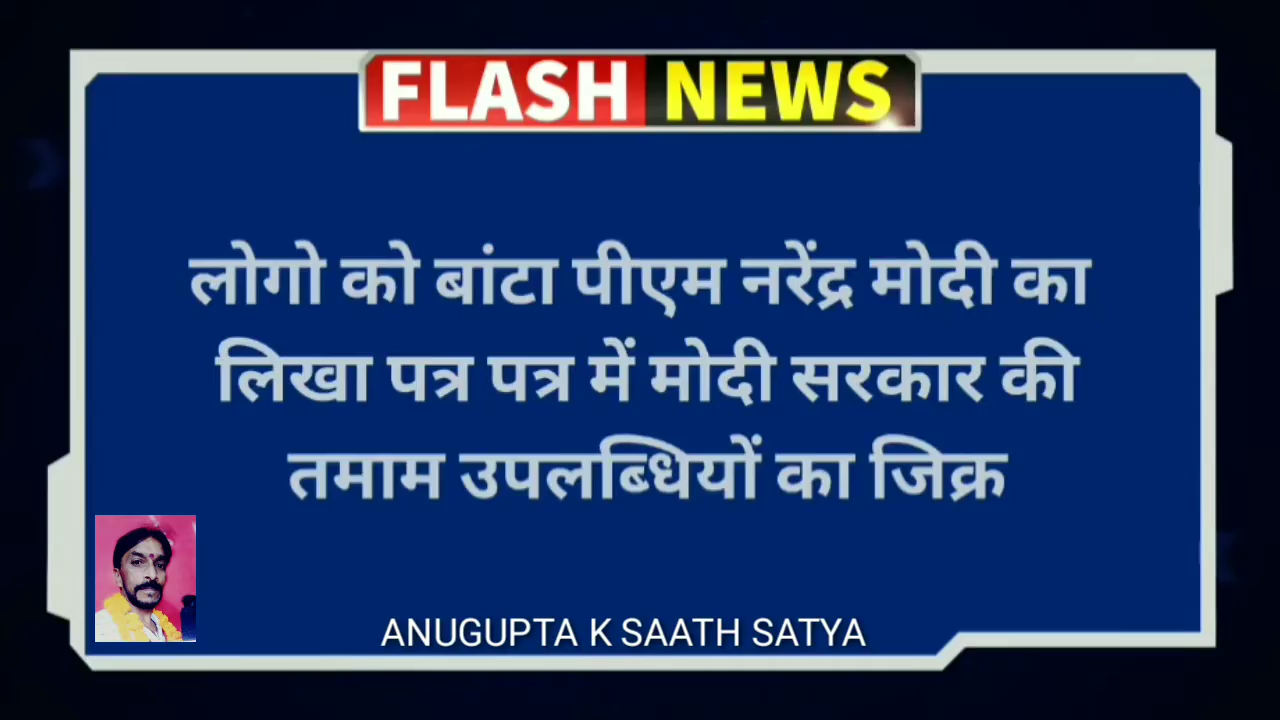 FLASH NEWS
लोगो को बांटा पीएम नरेंद्र मोदी का
लिखा पत्र पत्र में मोदी सरकार की
तमाम उपलब्धियों का जिक्र
ANUGUPTA K SAATH SATYA